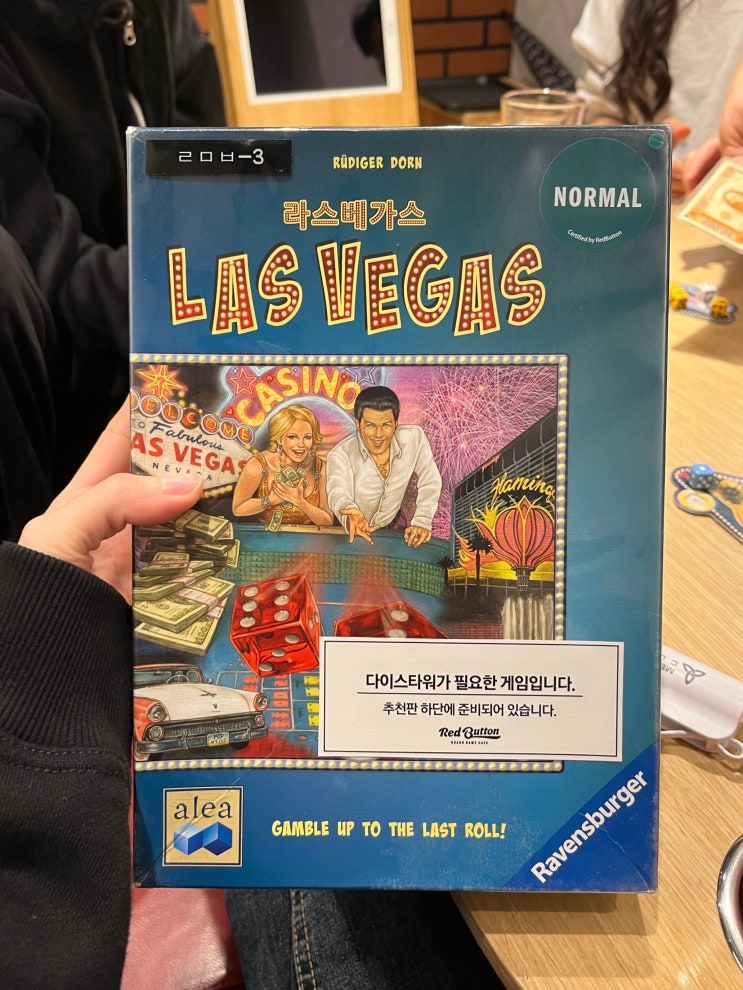 ㄹㅁㅂ-3
RÜDIGER DORN
NORMAL
Certified by RedButton
라스베가스
LAS VEGAS
CASINO
WELCOME
TO Fabulous
LAS VEGAS
NEVADA
Flamingo
다이스타워가 필요한 게임입니다.
추천판 하단에 준비되어 있습니다.
Red Button
BOARD GAME CAFE
alea
GAMBLE UP TO THE LAST ROLL!
Ravensburger